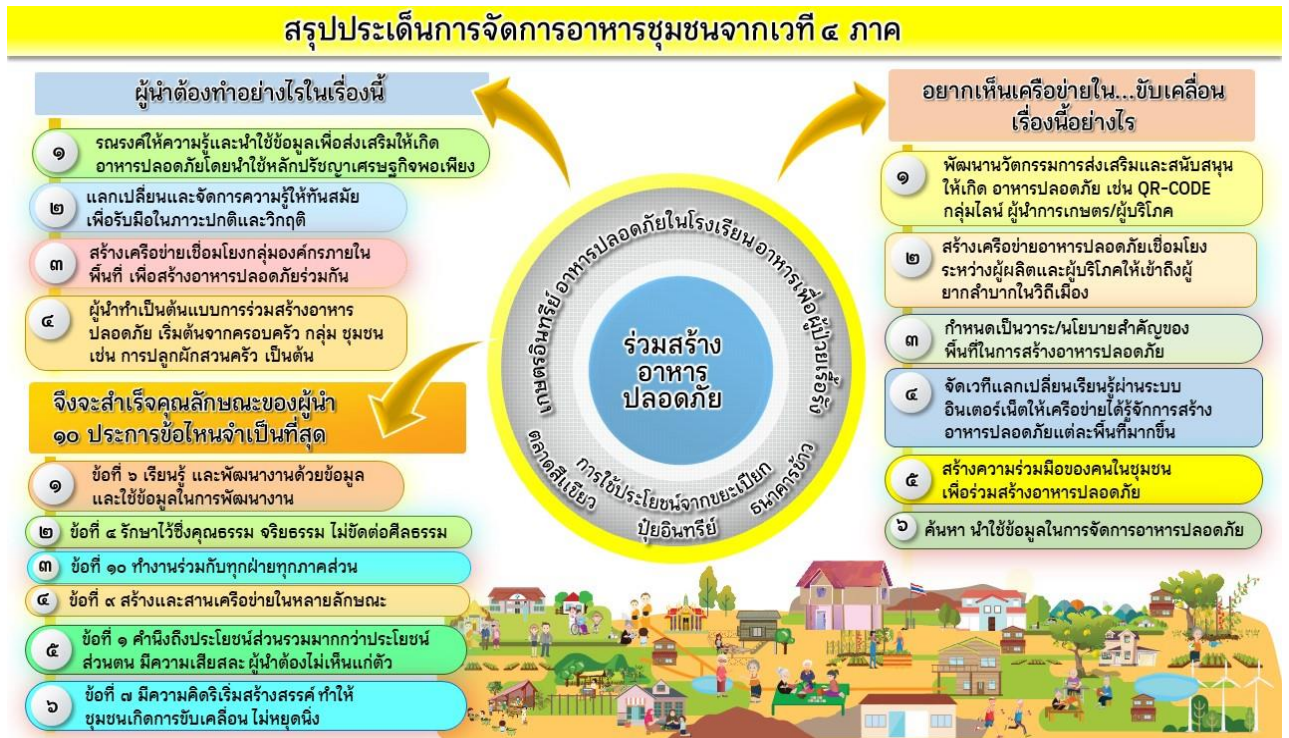 สรุปประเด็นการจัดการอาหารชุมชนจากเวที ๔ ภาค
ผู้นำต้องทำอย่างไรในเรื่องนี้
๑
รณรงค์ให้ความรู้และนำใช้ข้อมูลเพื่อส่งเสริมให้เกิด
อาหารปลอดภัยโดยนำใช้หลักปรัชญาเศรษฐกิจพอเพียง
๒
แลกเปลี่ยนและจัดการความรู้ให้ทันสมัย
เพื่อรับมือในภาวะปกติและวิกฤติ
๓
สร้างเครือข่ายเชื่อมโยงกลุ่มองค์กรภายใน
พื้นที่ เพื่อสร้างอาหารปลอดภัยร่วมกัน
๔
ผู้นำทำเป็นต้นแบบการร่วมสร้างอาหาร
ปลอดภัย เริ่มต้นจากครอบครัว กลุ่ม ชุมชน
เช่น การปลูกผักสวนครัว เป็นต้น
จึงจะสำเร็จคุณลักษณะของผู้นำ
๑๐ ประการข้อไหนจำเป็นที่สุด
๑
ข้อที่ ๖ เรียนรู้ และพัฒนางานด้วยข้อมูล
และใช้ข้อมูลในการพัฒนางาน
๒ ข้อที่ ๔ รักษาไว้ซึ่งคุณธรรม จริยธรรม ไม่ขัดต่อศีลธรรม
๓ ข้อที่ ๑๐ ทำงานร่วมกับทุกฝ่ายทุกภาคส่วน
๔ ข้อที่ ๙ สร้างและสานเครือข่ายในหลายลักษณะ
๕
ข้อที่ ๑ คำนึงถึงประโยชน์ส่วนรวมมากกว่าประโยชน์
ส่วนตน มีความเสียสละ ผู้นำต้องไม่เห็นแก่ตัว
๖
ข้อที่ ๗ มีความคิดริเริ่มสร้างสรรค์ ทำให้
ชุมชนเกิดการขับเคลื่อน ไม่หยุดนิ่ง
เกษตรอินทรีย์
อาหารปลอดภัยในโรงเรียน
อาหารเพื่อผู้ป่วยเรื้อรัง
ร่วมสร้าง
อาหาร
ปลอดภัย
ตลาดสีเขียว
การใช้ประโยชน์จากขยะเปียก
ปุ๋ยอินทรีย์
ธนาคารข้าว
อยากเห็นเครือข่ายใน...ขับเคลื่อน
เรื่องนี้อย่างไร
๑
พัฒนานวัตกรรมการส่งเสริมและสนับสนุน
ให้เกิด อาหารปลอดภัย เช่น QR-CODE
กลุ่มไลน์ ผู้นำการเกษตร/ผู้บริโภค
๒
สร้างเครือข่ายอาหารปลอดภัยเชื่อมโยง
ระหว่างผู้ผลิตและผู้บริโภคให้เข้าถึงผู้
ยากลำบากในวิถีเมือง
๓
กำหนดเป็นวาระ/นโยบายสำคัญของ
พื้นที่ในการสร้างอาหารปลอดภัย
๔
จัดเวทีแลกเปลี่ยนเรียนรู้ผ่านระบบ
อินเตอร์เน็ตให้เครือข่ายได้รู้จักการสร้าง
อาหารปลอดภัยแต่ละพื้นที่มากขึ้น
๕
สร้างความร่วมมือของคนในชุมชน
เพื่อร่วมสร้างอาหารปลอดภัย
๖ ค้นหา นำใช้ข้อมูลในการจัดการอาหารปลอดภัย